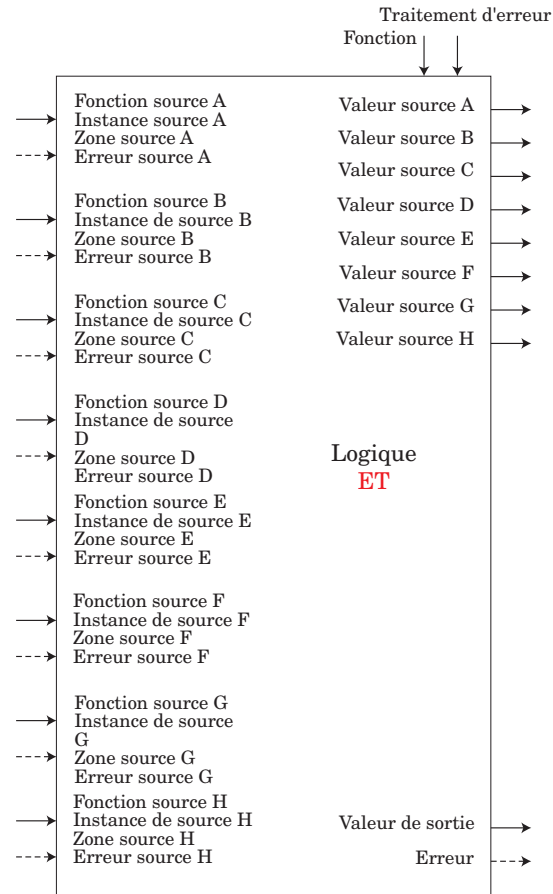 Traitement d'erreur
Fonction
Fonction source A
Instance source A
Zone source A
Erreur source A
Fonction source B
Instance de source B
Zone source B
Erreur source B
Fonction source C
Instance de source C
Zone source C
Erreur source C
Fonction source D
Instance de source
D
Zone source D
Erreur source D
Fonction source E
Instance de source E
Zone source E
Erreur source E
Fonction source F
Instance de source F
Zone source F
Erreur source F
Fonction source G
Instance de source
G
Zone source G
Erreur source G
Fonction source H
Instance de source H
Zone source H
Erreur source H
Valeur source A
Valeur source B
Valeur source C
Valeur source D
Valeur source E
Valeur source F
Valeur source G
Valeur source H
Logique
ET
Valeur de sortie
Erreur